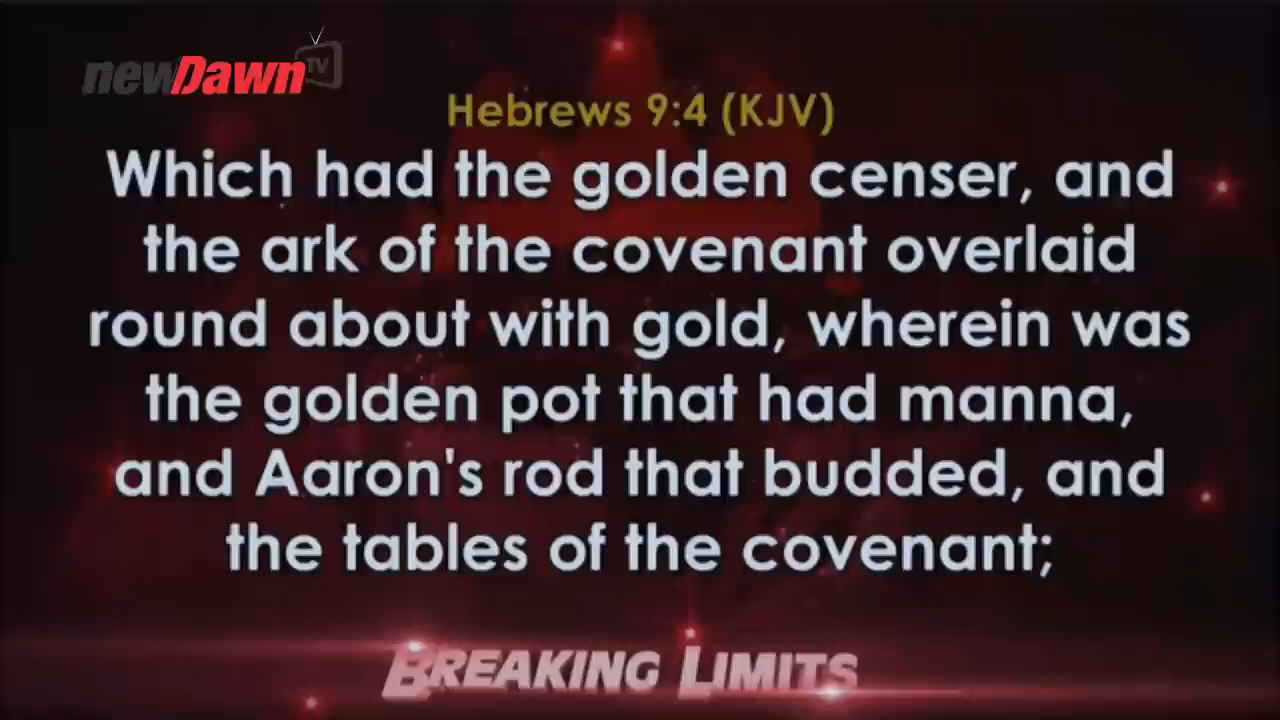 newDawn TV
Hebrews 9:4 (KJV)
Which had the golden censer, and
the ark of the covenant overlaid
round about with gold, wherein was
the golden pot that had manna,
and Aaron's rod that budded, and
the tables of the covenant;
BREAKING LIMITS